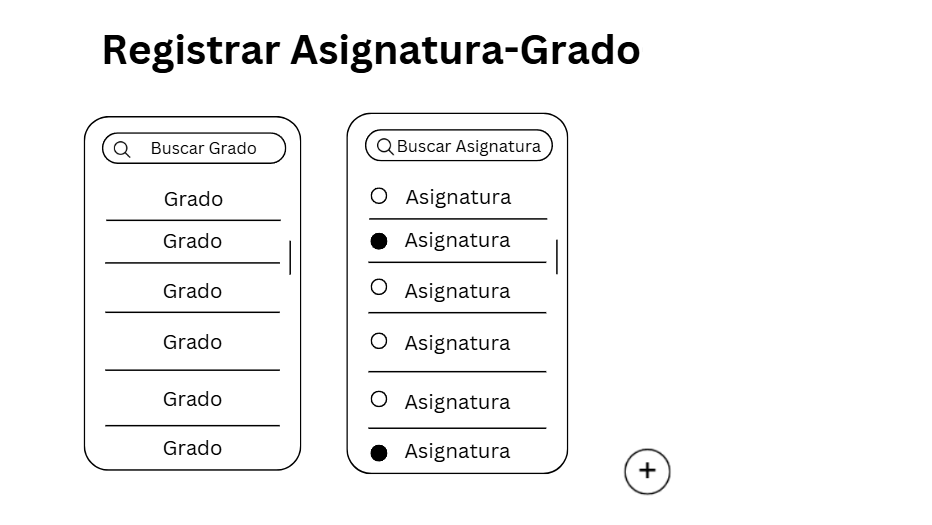 Registrar Asignatura-Grado
Buscar Grado
Grado
Grado
Grado
Grado
Grado
Grado
Buscar Asignatura
Asignatura
Asignatura
Asignatura
Asignatura
Asignatura
Asignatura
+